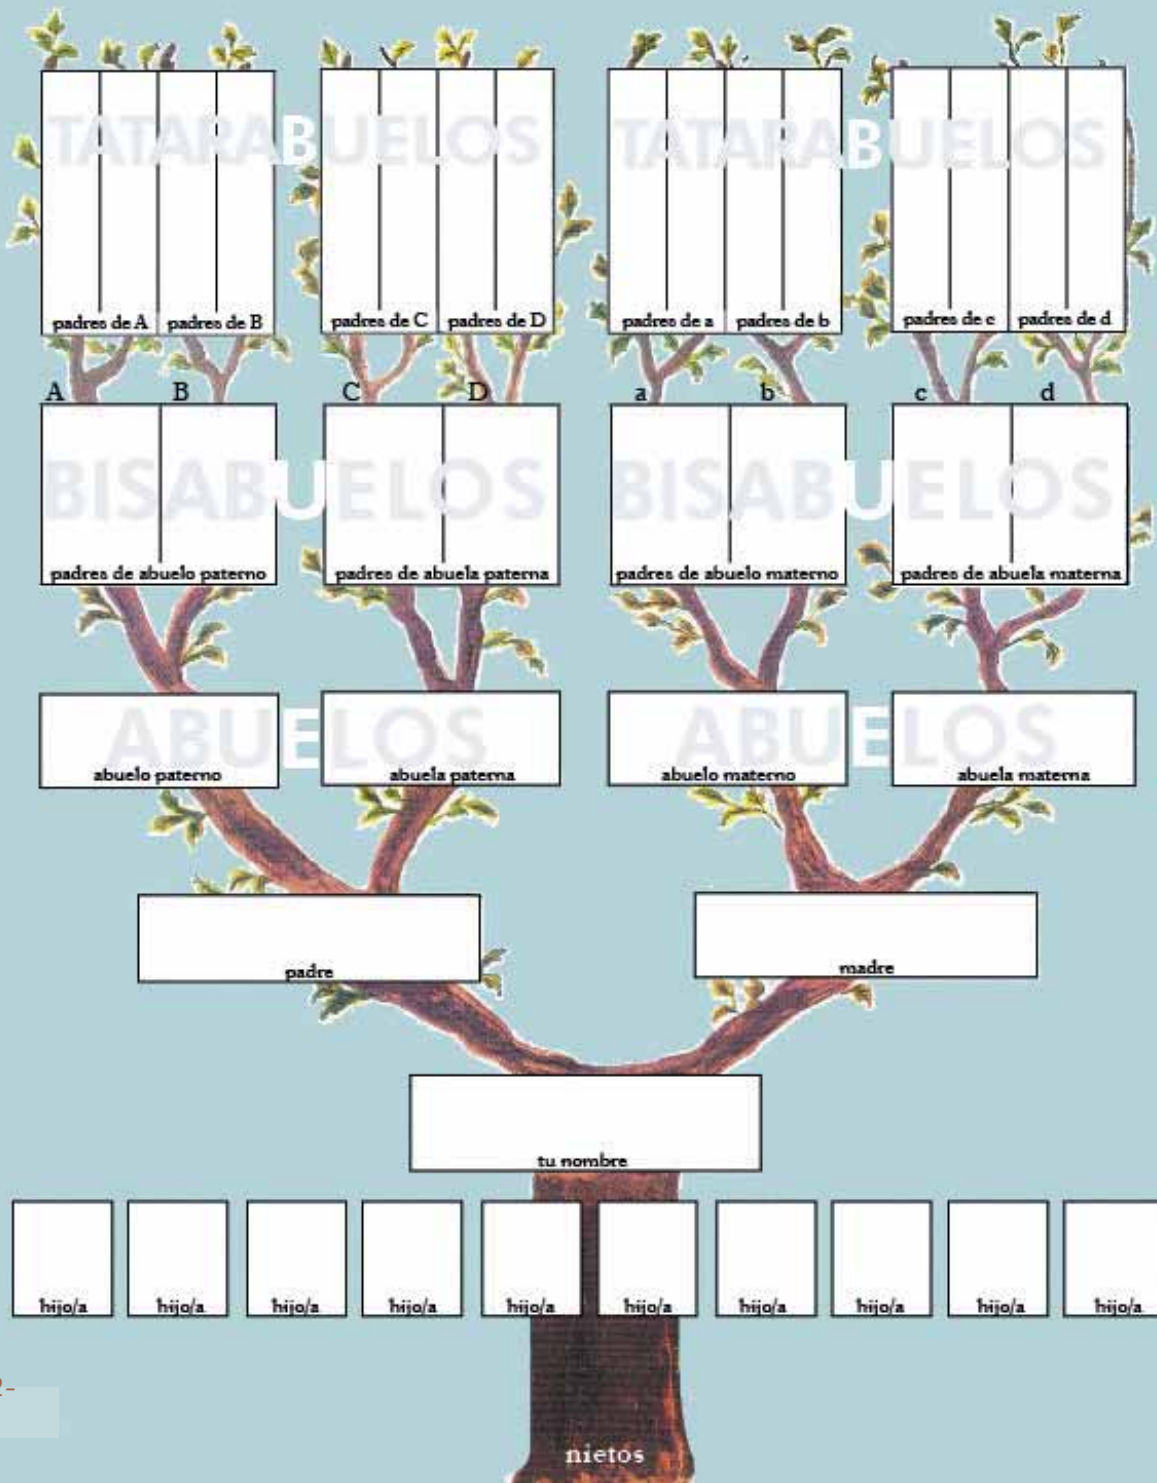 TATARABUELOS TATARABUELOS
padres de A padres de B padres de C padres de D padres de a padres de b padres de c padres de d
A B C D a b c d
BISABUELOS BISABUELOS
padres de abuelo paterno padres de abuela paterna padres de abuelo materno padres de abuela materna
ABUELOS ABUELOS
abuelo paterno abuela paterna abuelo materno abuela materna
padre madre
tu nombre
hijo/a hijo/a hijo/a hijo/a hijo/a hijo/a hijo/a hijo/a hijo/a hijo/a
nietos